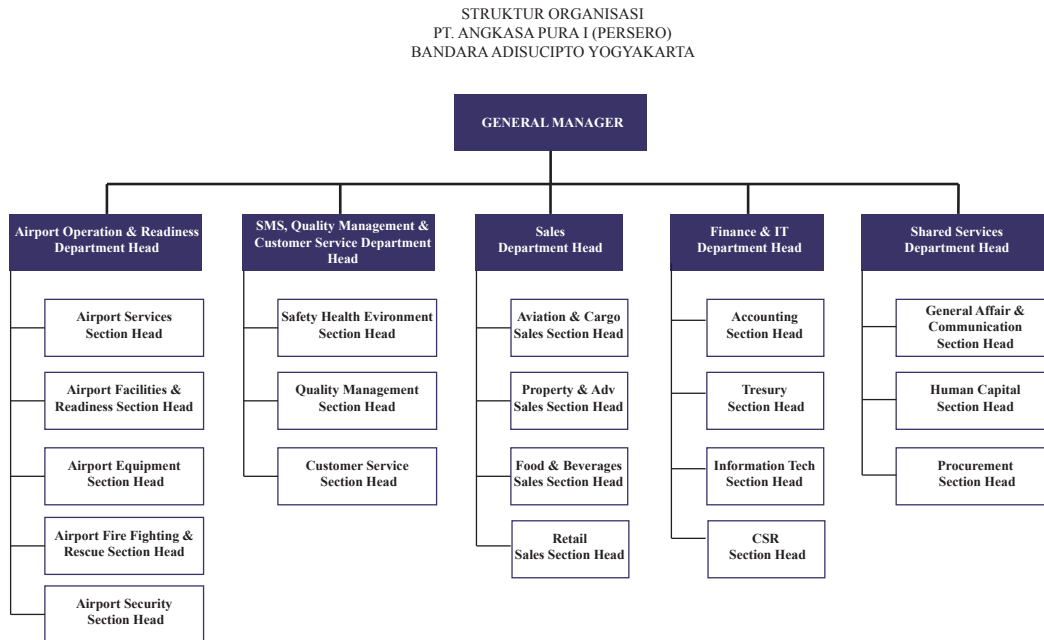 STRUKTUR ORGANISASI
PT. ANGKASA PURA I (PERSERO)
BANDARA ADISUCIPTO YOGYAKARTA
GENERAL MANAGER
Airport Operation & Readiness
Department Head
Airport Services
Section Head
Airport Facilities &
Readiness Section Head
Airport Equipment
Section Head
Airport Fire Fighting &
Rescue Section Head
Airport Security
Section Head
SMS, Quality Management &
Customer Service Department
Head
Safety Health Evironment
Section Head
Quality Management
Section Head
Customer Service
Section Head
Sales
Department Head
Aviation & Cargo
Sales Section Head
Property & Adv
Sales Section Head
Food & Beverages
Sales Section Head
Retail
Sales Section Head
Finance & IT
Department Head
Accounting
Section Head
Tresury
Section Head
Information Tech
Section Head
CSR
Section Head
Shared Services
Department Head
General Affair &
Communication
Section Head
Human Capital
Section Head
Procurement
Section Head